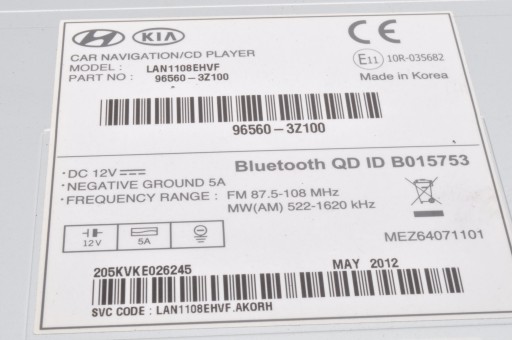 KIA
CAR NAVIGATION/CD PLAYER
MODEL : LAN1108EHVF
PART NO : 96560-3Z100
CE
E11 10R-035682
Made in Korea
96560-3Z100
Bluetooth QD ID B015753
• DC 12V
• NEGATIVE GROUND 5A
• FREQUENCY RANGE : FM 87.5-108 MHz
MW(AM) 522-1620 kHz
12V 5A
MEZ64071101
205KVKE026245 MAY 2012
SVC CODE : LAN1108EHVF.AKORH